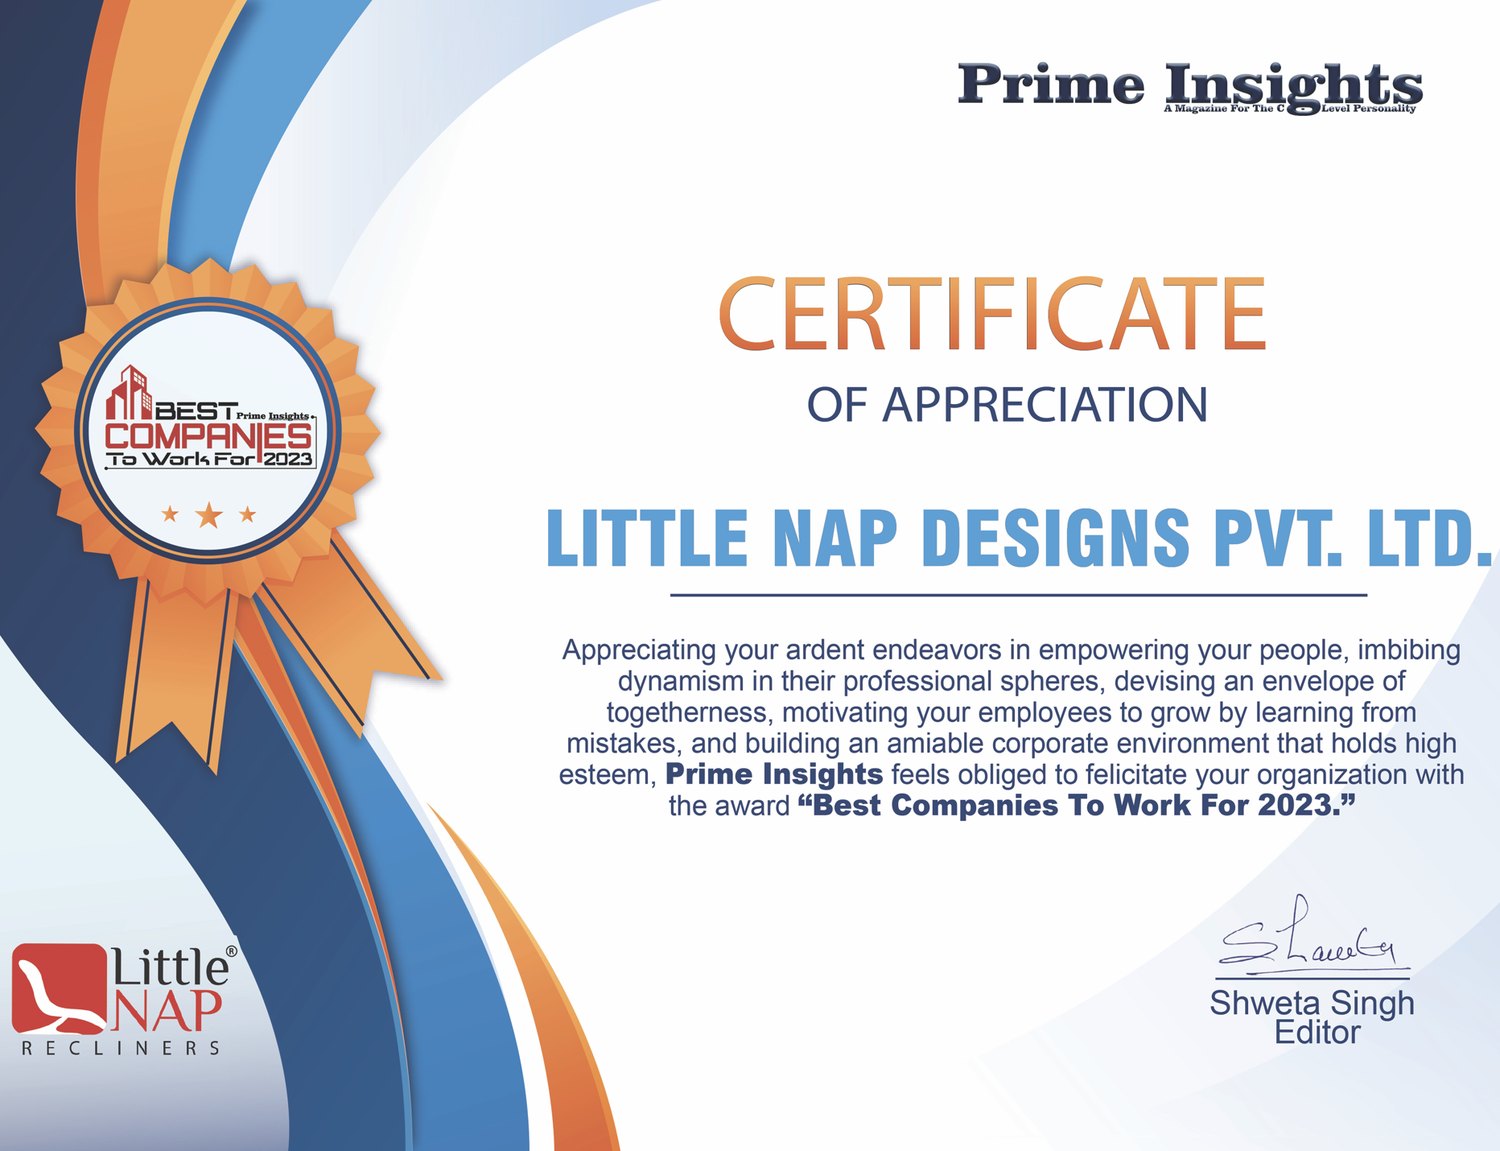 Prime Insights
A Magazine For The C - Level Personality
CERTIFICATE
OF APPRECIATION
BEST Prime Insights
COMPANIES
To Work For 2023
LITTLE NAP DESIGNS PVT. LTD.
Appreciating your ardent endeavors in empowering your people, imbibing
dynamism in their professional spheres, devising an envelope of
togetherness, motivating your employees to grow by learning from
mistakes, and building an amiable corporate environment that holds high
esteem, Prime Insights feels obliged to felicitate your organization with
the award “Best Companies To Work For 2023.”
Little®
NAP
RECLINERS
Shweta
Shweta Singh
Editor